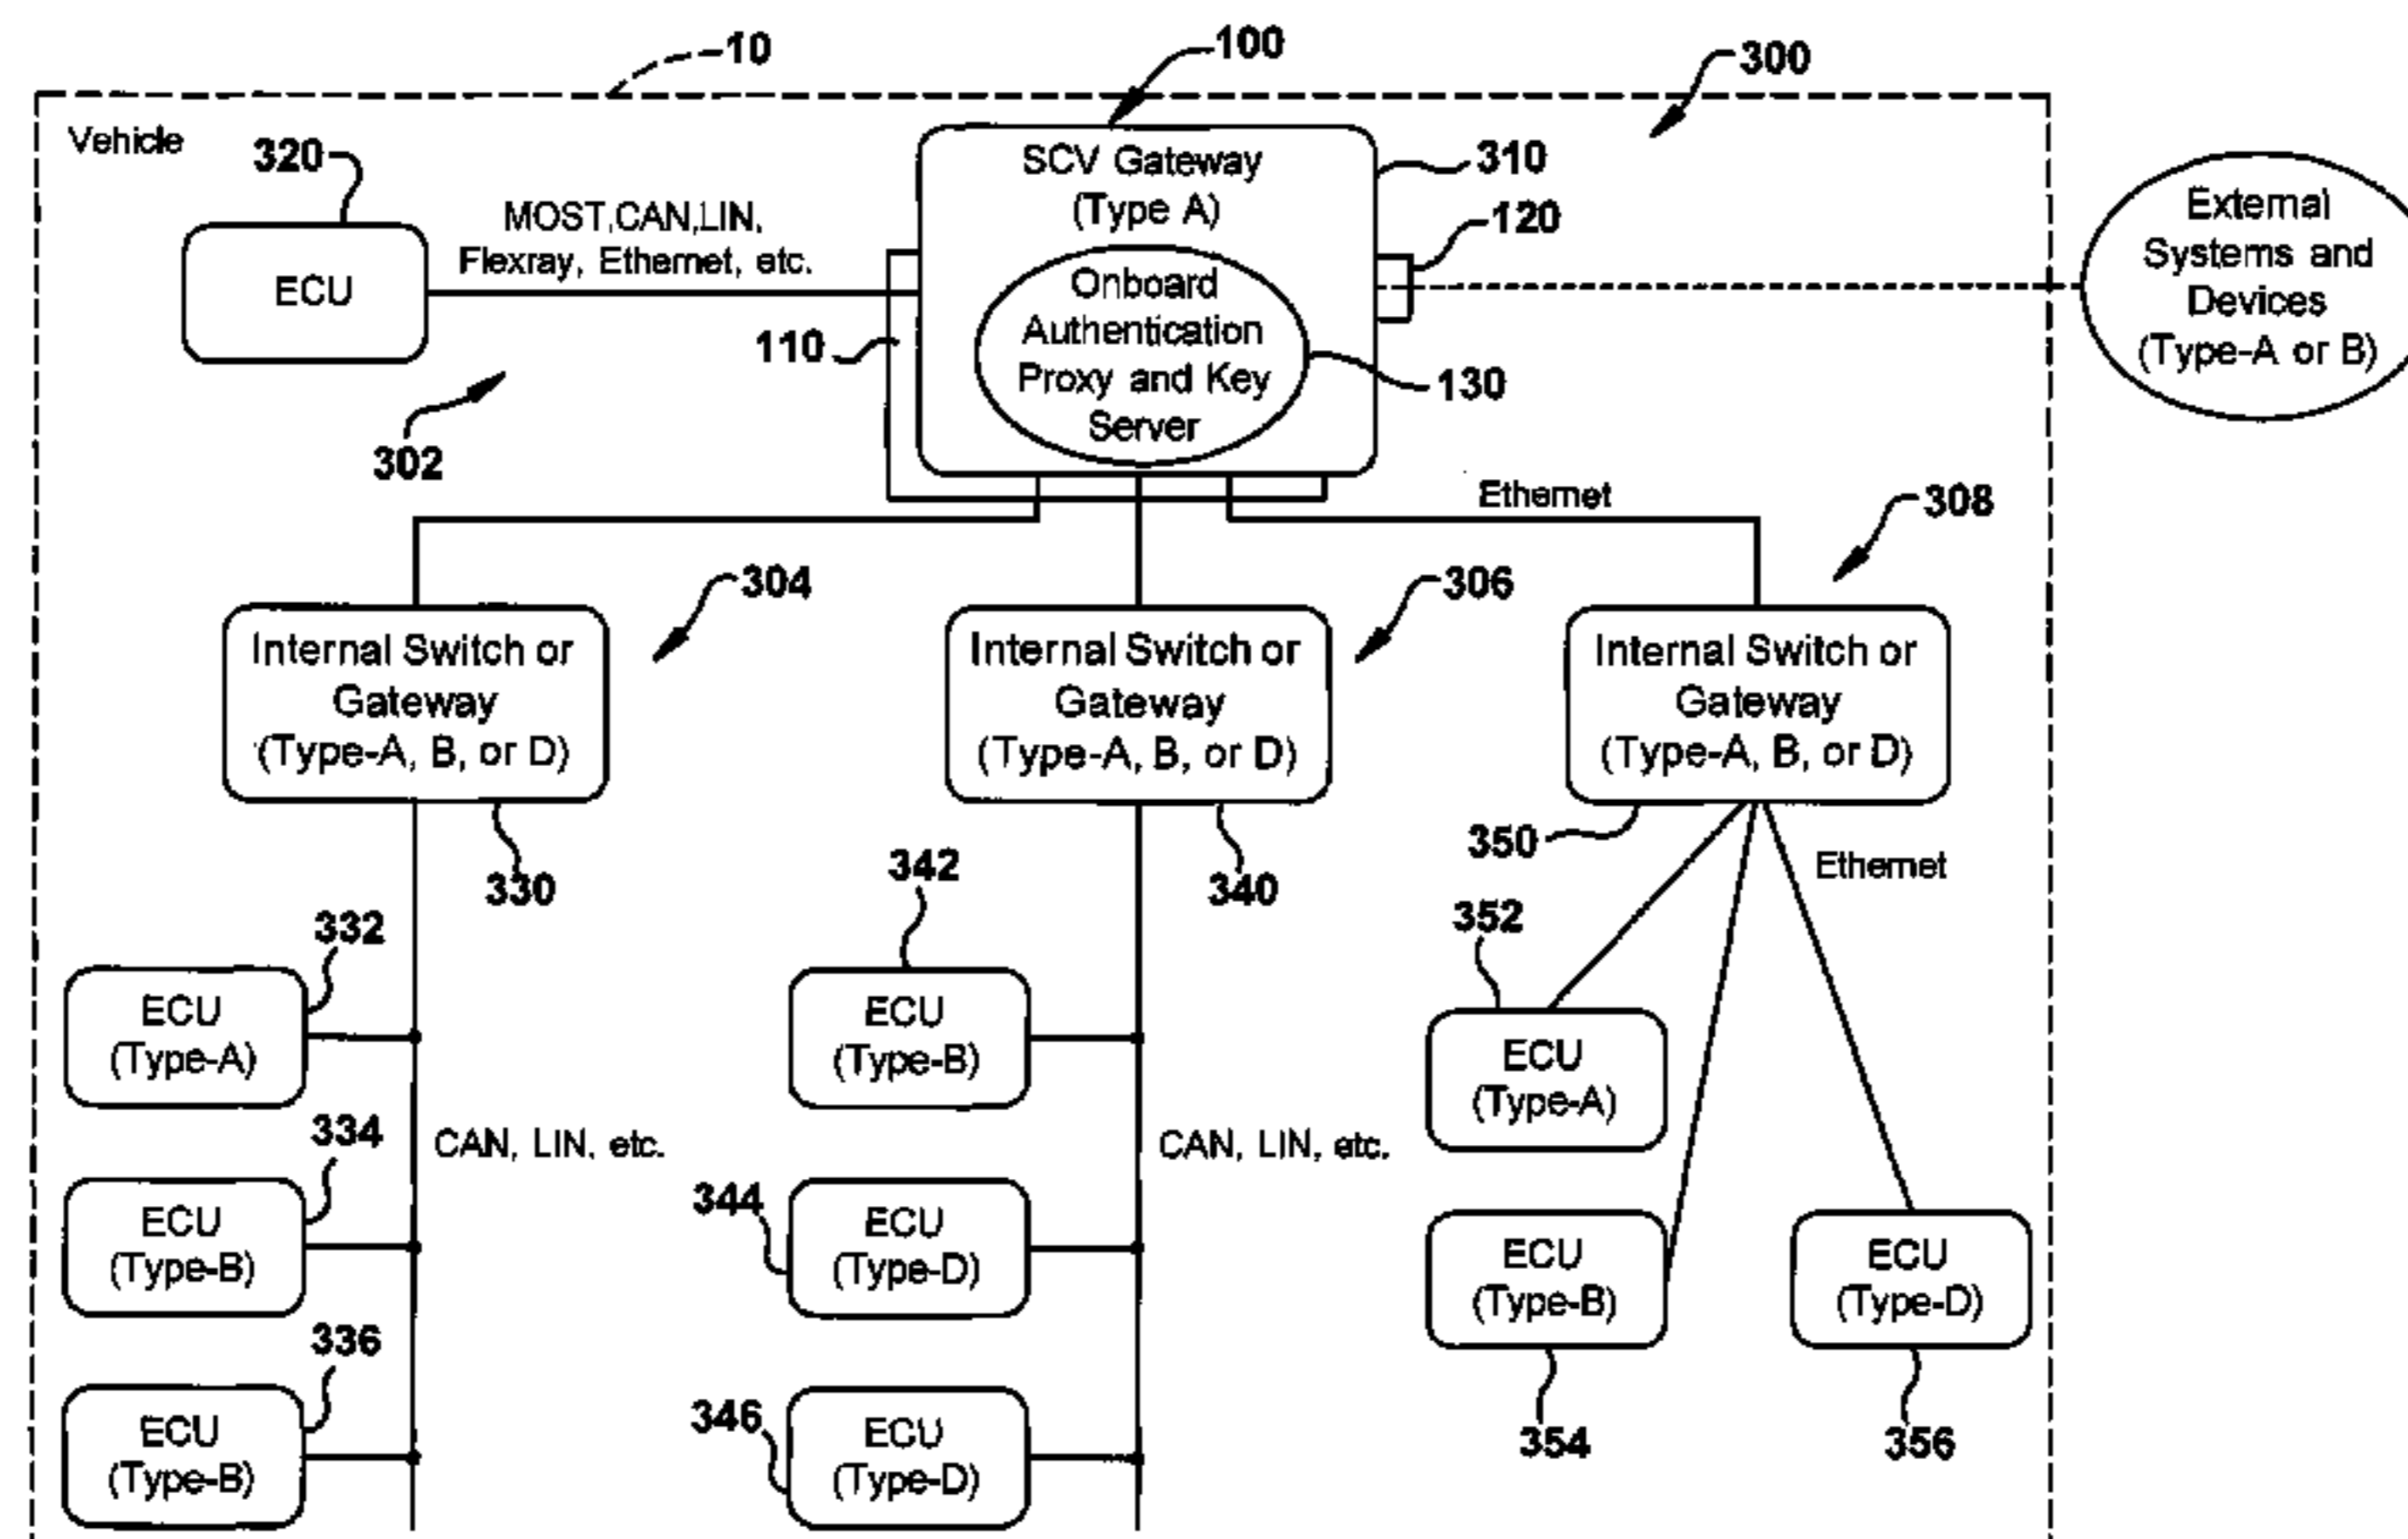 10
100
300
Vehicle
320
SCV Gateway
(Type A)
310
120
MOST,CAN,LIN,
Flexray, Ethernet, etc.
ECU
110
Onboard
Authentication
Proxy and Key
Server
130
External
Systems and
Devices
(Type-A or B)
302
Ethernet
308
304
306
Internal Switch or
Gateway
(Type-A, B, or D)
330
Internal Switch or
Gateway
(Type-A, B, or D)
340
Internal Switch or
Gateway
(Type-A, B, or D)
350
Ethernet
332
ECU
(Type-A)
334
ECU
(Type-B)
336
ECU
(Type-B)
CAN, LIN, etc.
342
ECU
(Type-B)
344
ECU
(Type-D)
346
ECU
(Type-D)
CAN, LIN, etc.
352
ECU
(Type-A)
ECU
(Type-B)
354
ECU
(Type-D)
356